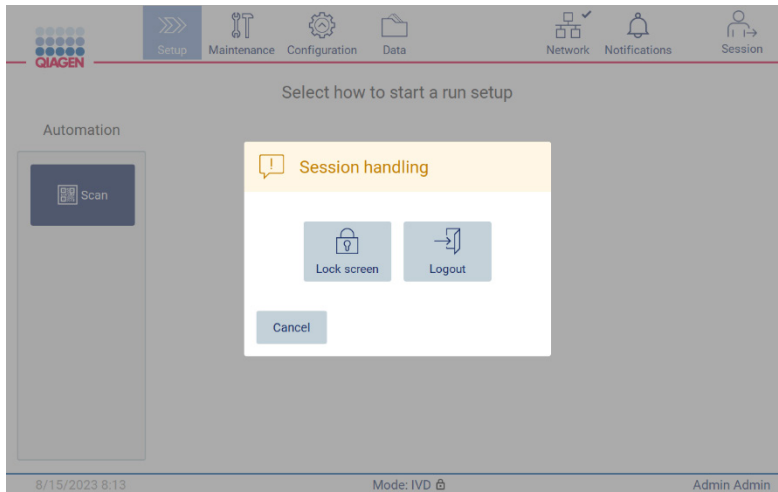 QIAGEN
Setup
Maintenance
Configuration
Data
Network
Notifications
Session
Select how to start a run setup
Automation
Scan
Session handling
Lock screen
Logout
Cancel
8/15/2023 8:13
Mode: IVD
Admin Admin